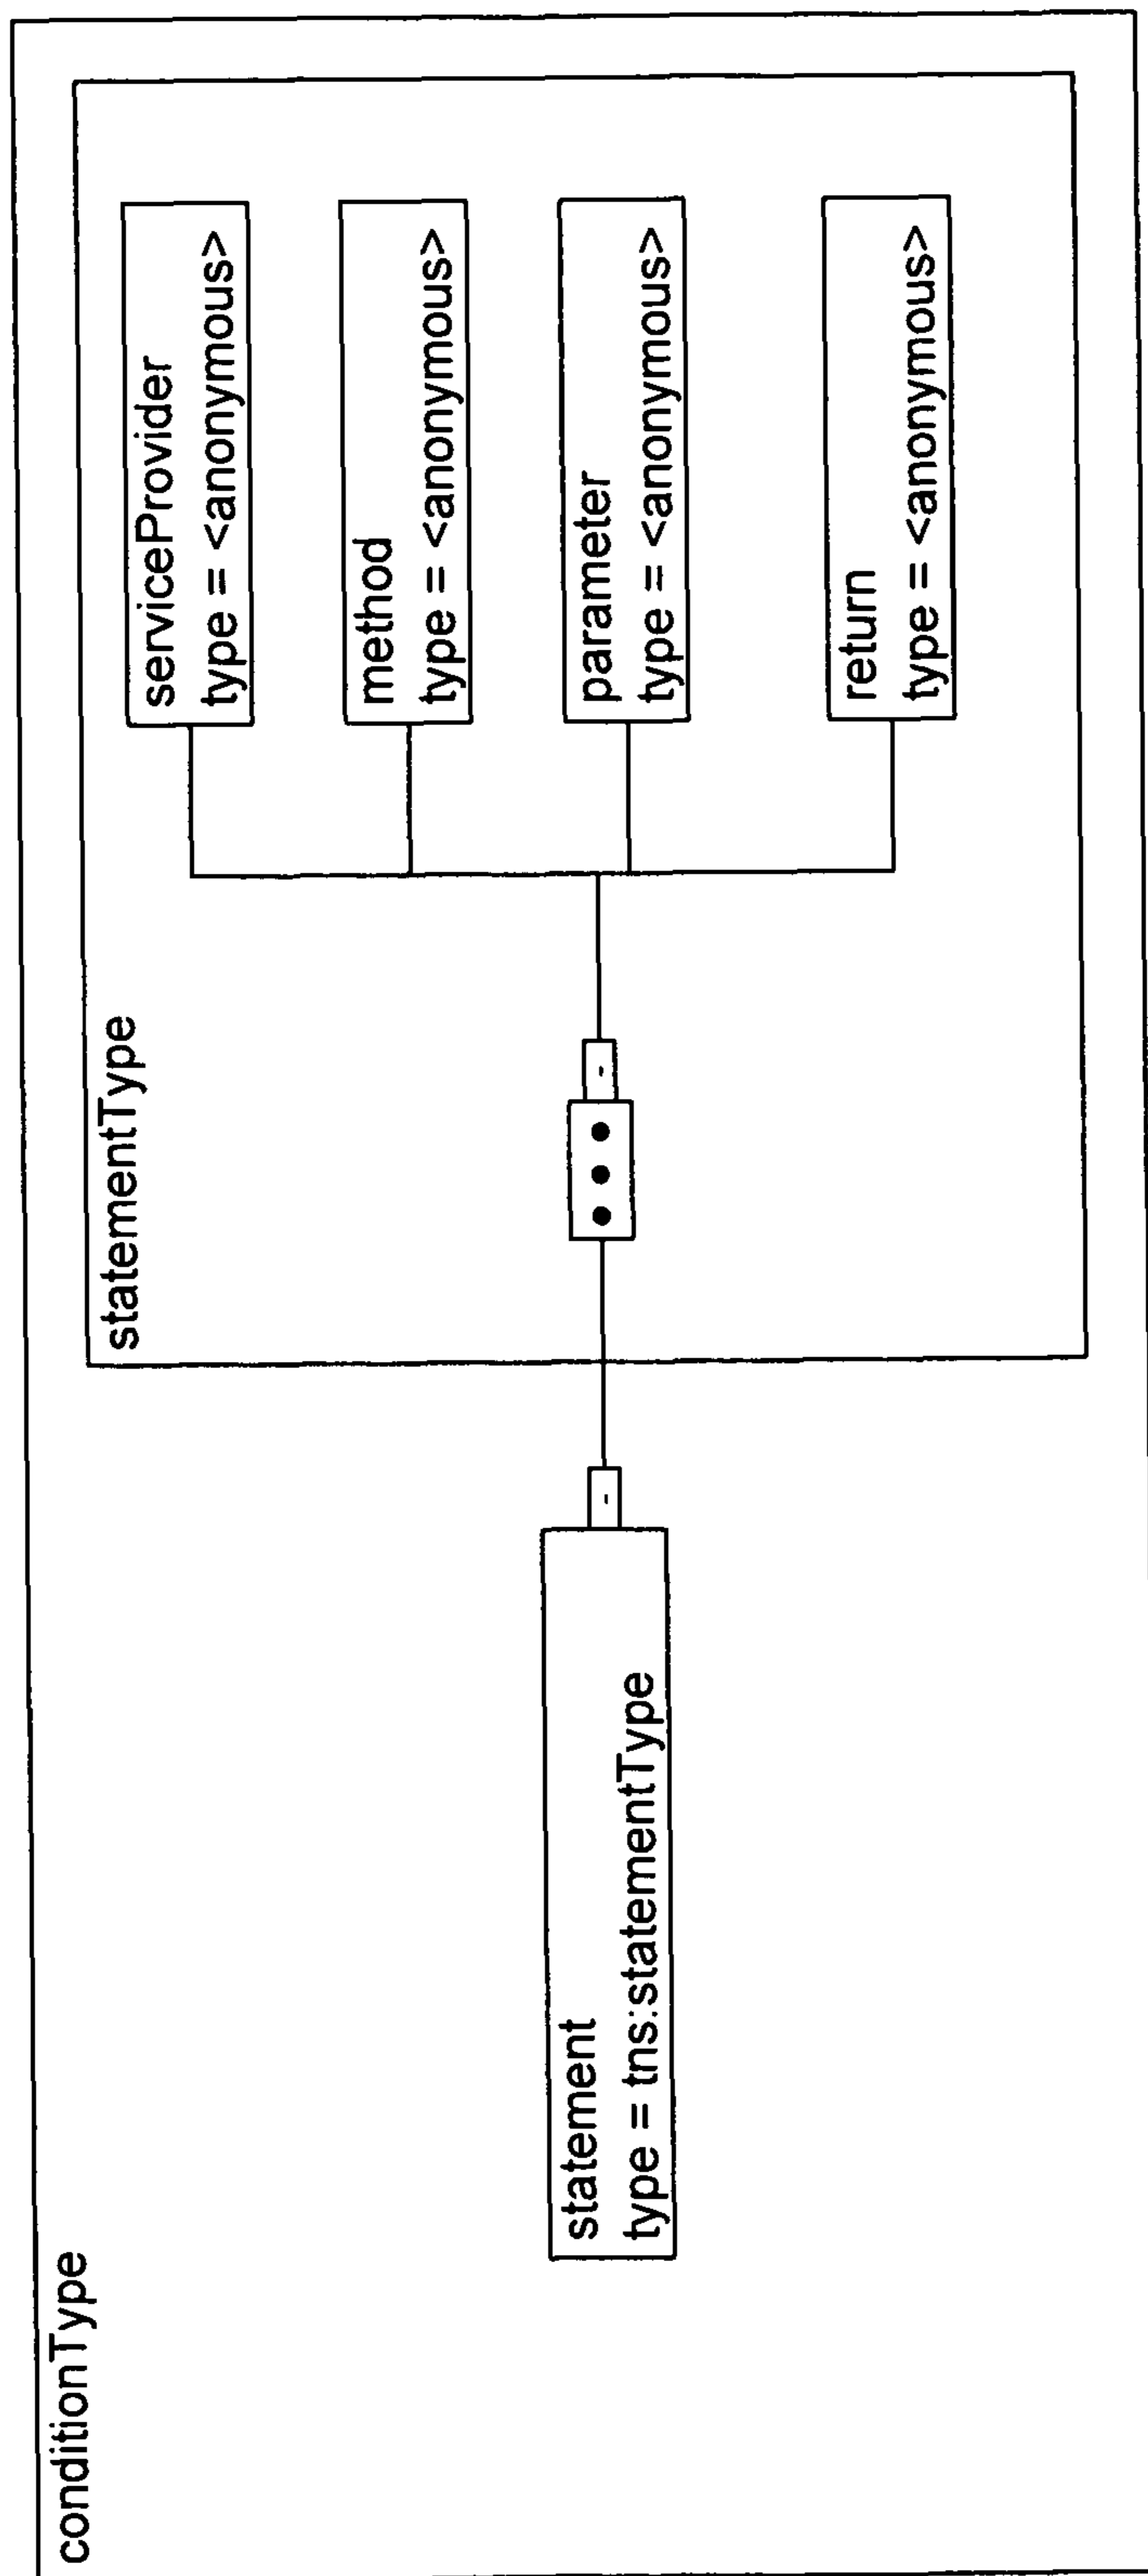 conditionType
statement
type = tns:statementType
statementType
serviceProvider
type = <anonymous>
method
type = <anonymous>
parameter
type = <anonymous>
return
type = <anonymous>